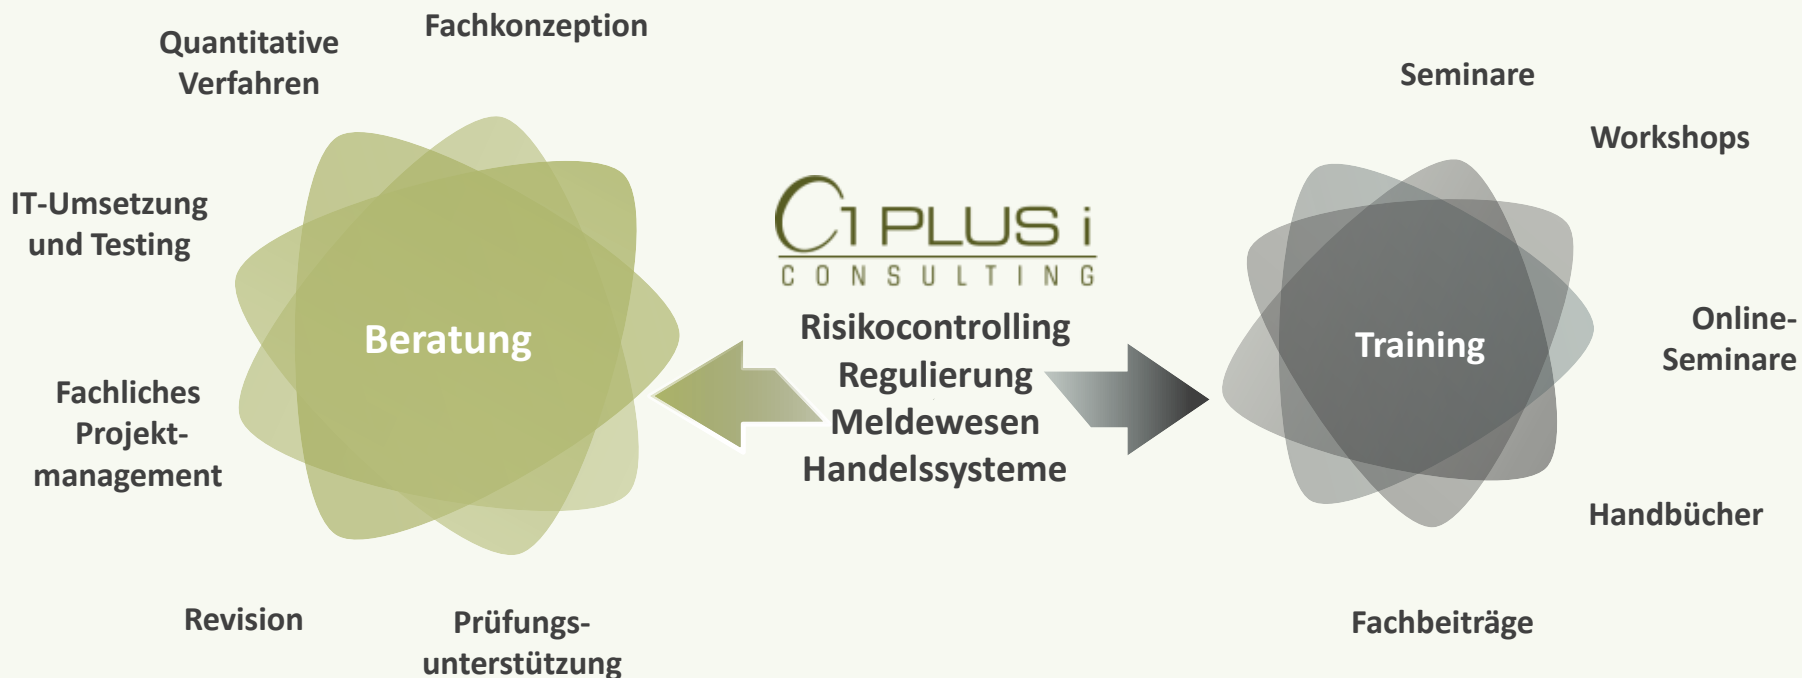 Fachkonzeption
Quantitative
Verfahren
IT-Umsetzung
und Testing
Fachliches
Projekt-
management
Revision
Prüfungs-
unterstützung
Beratung
1 PLUS i
CONSULTING
Risikocontrolling
Regulierung
Meldewesen
Handelssysteme
Training
Seminare
Workshops
Online-
Seminare
Handbücher
Fachbeiträge